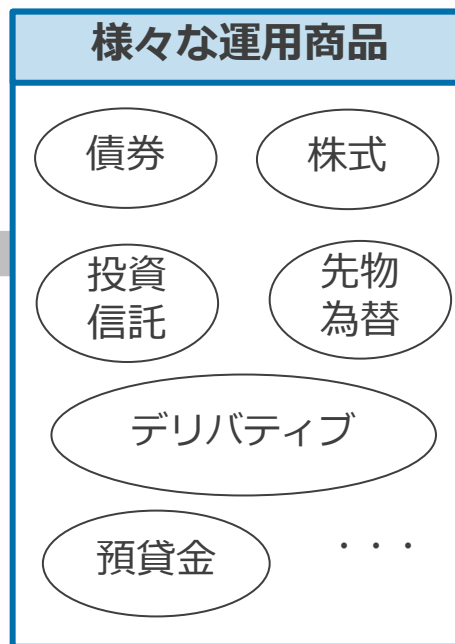 様々な運用商品
債券
株式
投資
信託
先物
為替
デリバティブ
預貸金
・・・